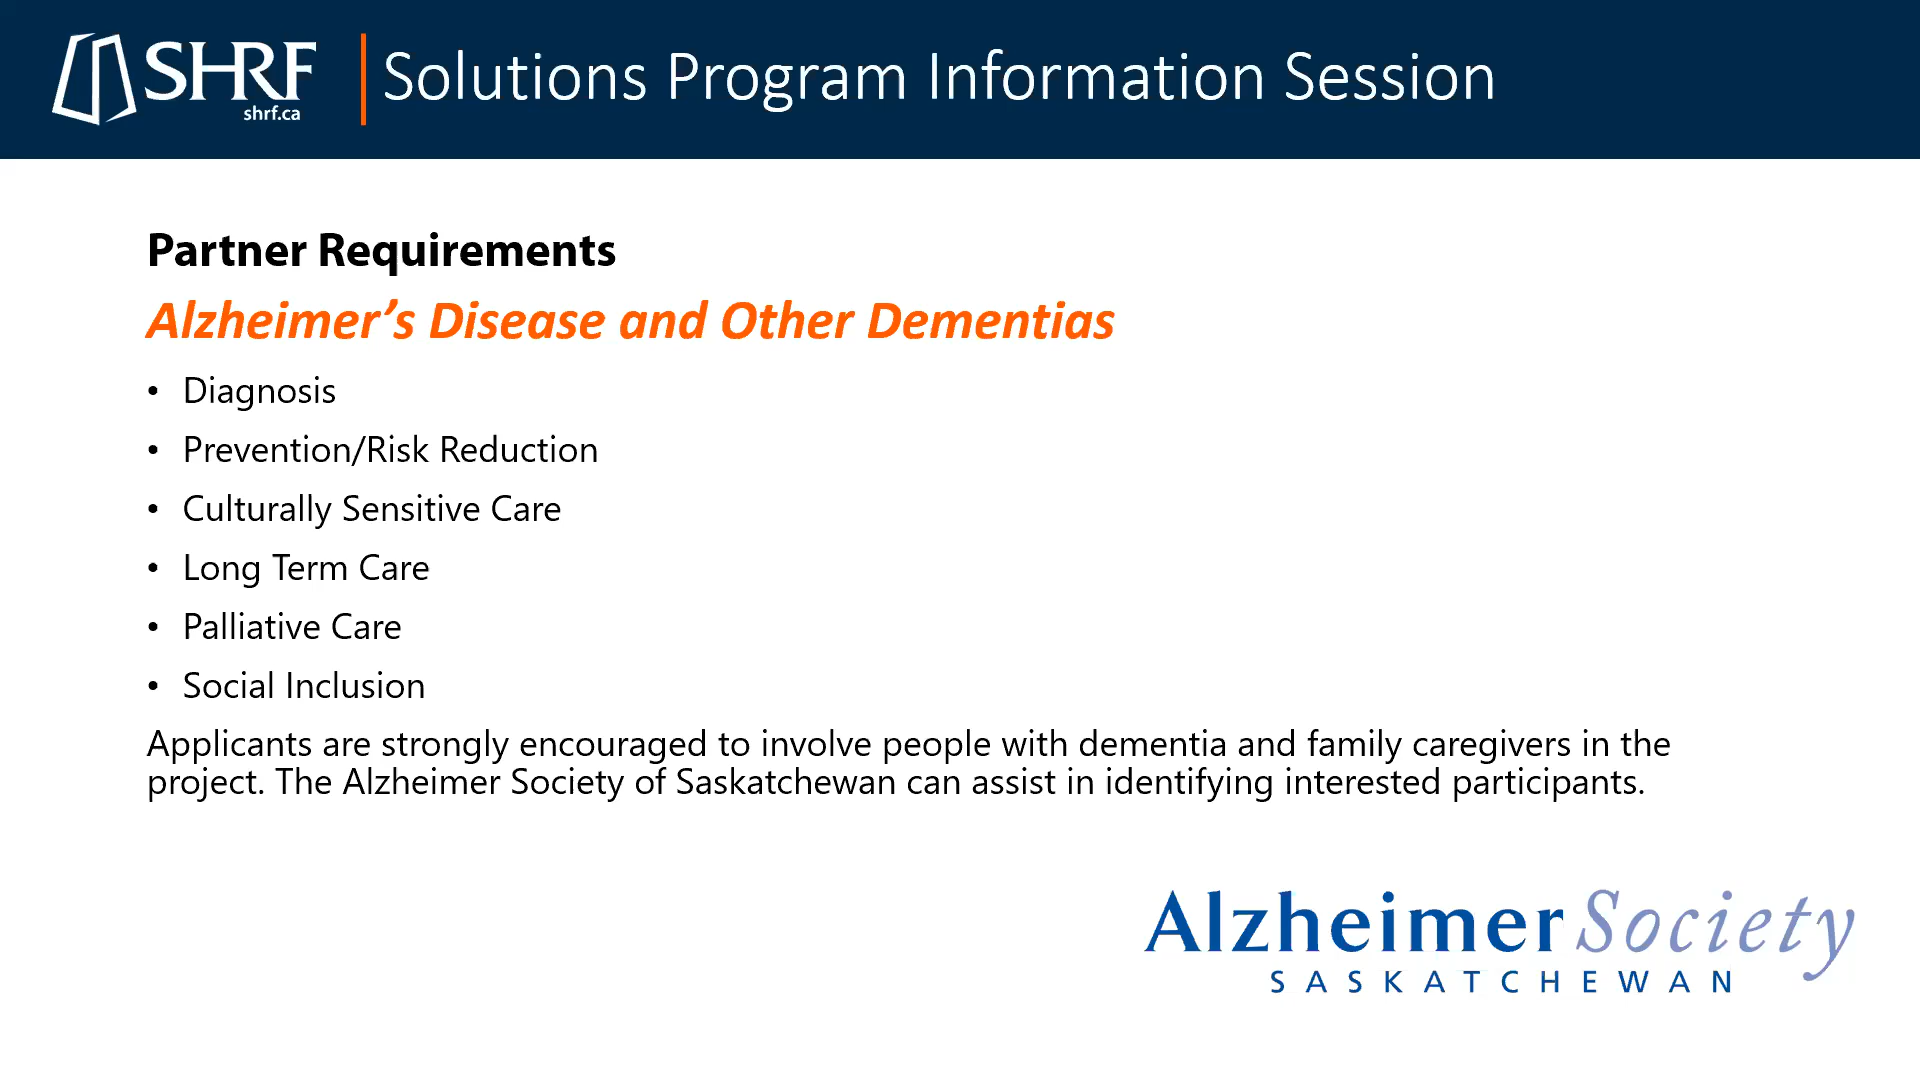 SHRF
shrf.ca
Solutions Program Information Session
Partner Requirements
Alzheimer’s Disease and Other Dementias
• Diagnosis
• Prevention/Risk Reduction
• Culturally Sensitive Care
• Long Term Care
• Palliative Care
• Social Inclusion
Applicants are strongly encouraged to involve people with dementia and family caregivers in the
project. The Alzheimer Society of Saskatchewan can assist in identifying interested participants.
Alzheimer Society
SASKATCHEWAN